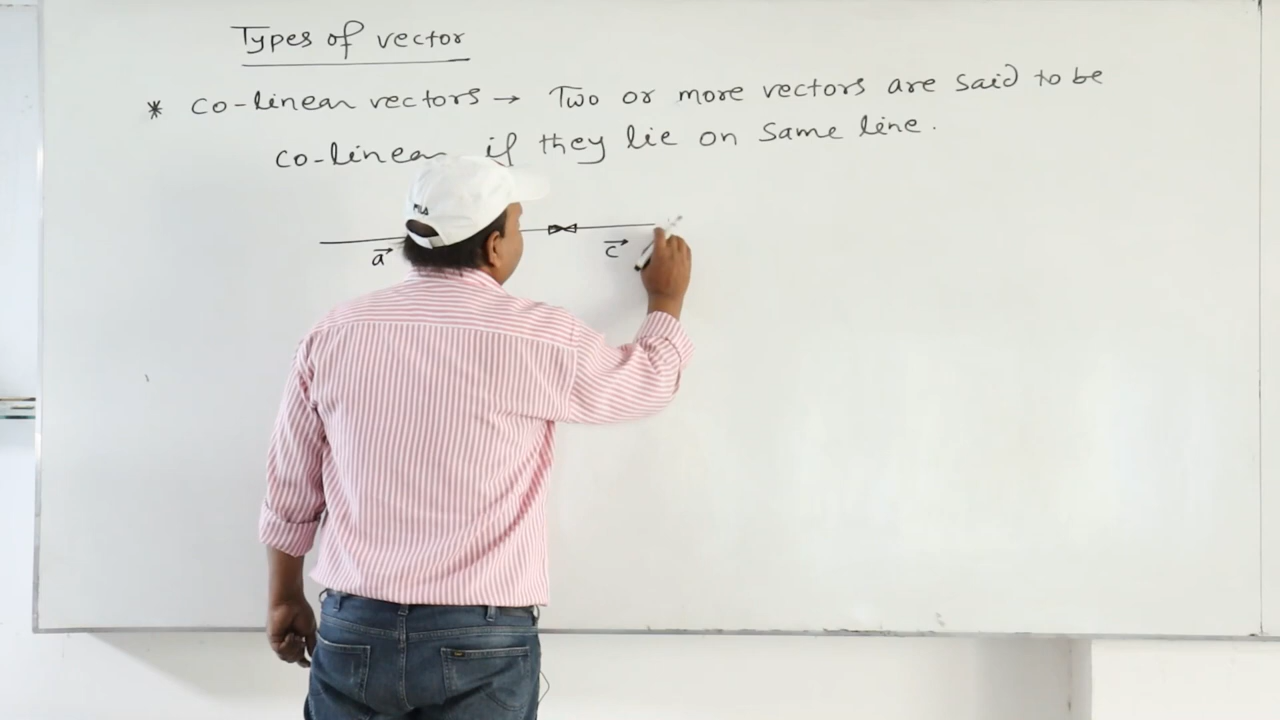 Types of vector
* co-linear vectors → Two or more vectors are said to be
co-linear if they lie on same line.
FILA
a⃗ c⃗